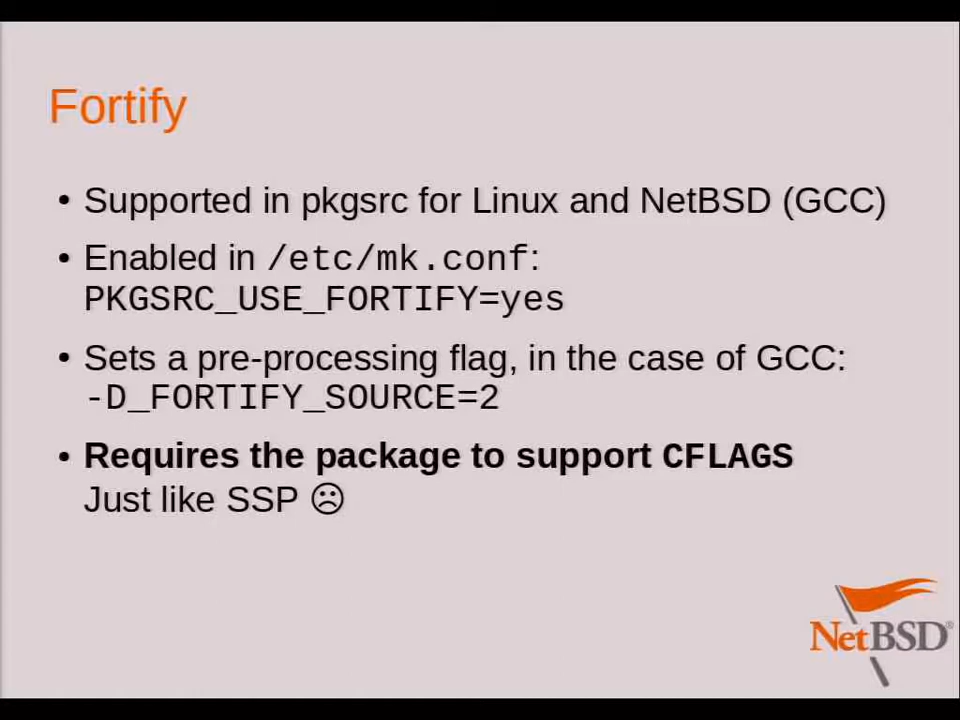 Fortify
• Supported in pkgsrc for Linux and NetBSD (GCC)
• Enabled in /etc/mk.conf:
PKGSRC_USE_FORTIFY=yes
• Sets a pre-processing flag, in the case of GCC:
-D_FORTIFY_SOURCE=2
• Requires the package to support CFLAGS
Just like SSP ☹
NetBSD®